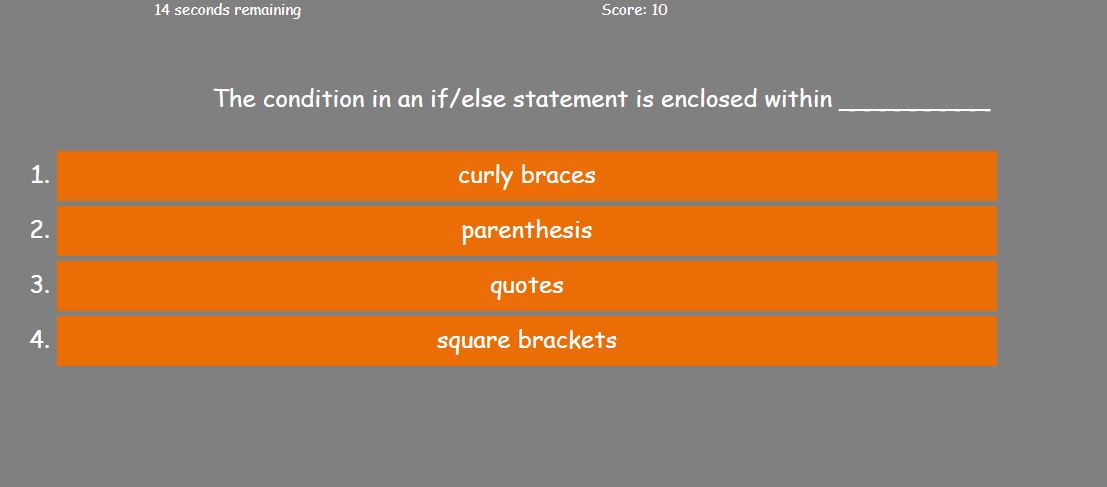 14 seconds remaining Score: 10
The condition in an if/else statement is enclosed within __________
1. curly braces
2. parenthesis
3. quotes
4. square brackets